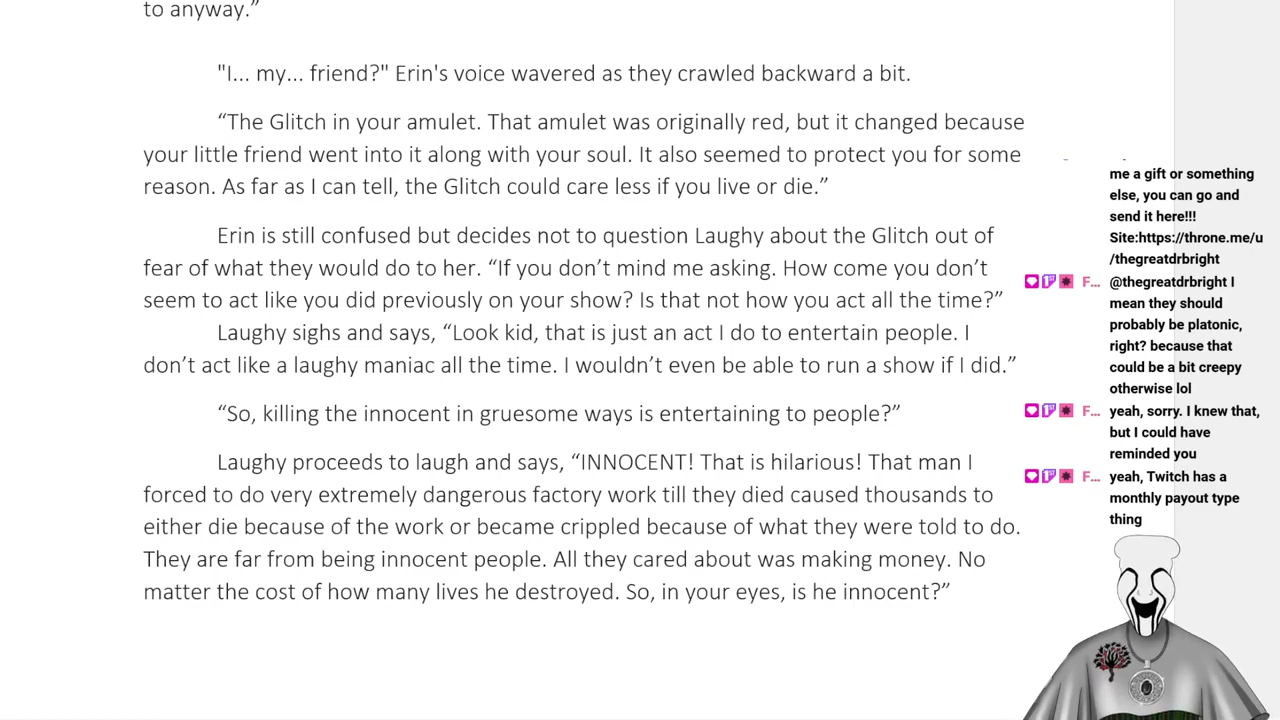 to anyway.”
"I... my... friend?" Erin's voice wavered as they crawled backward a bit.
“The Glitch in your amulet. That amulet was originally red, but it changed because
your little friend went into it along with your soul. It also seemed to protect you for some
reason. As far as I can tell, the Glitch could care less if you live or die.”
Erin is still confused but decides not to question Laughy about the Glitch out of
fear of what they would do to her. “If you don’t mind me asking. How come you don’t
seem to act like you did previously on your show? Is that not how you act all the time?”
Laughy sighs and says, “Look kid, that is just an act I do to entertain people. I
don’t act like a laughy maniac all the time. I wouldn’t even be able to run a show if I did.”
“So, killing the innocent in gruesome ways is entertaining to people?”
Laughy proceeds to laugh and says, “INNOCENT! That is hilarious! That man I
forced to do very extremely dangerous factory work till they died caused thousands to
either die because of the work or became crippled because of what they were told to do.
They are far from being innocent people. All they cared about was making money. No
matter the cost of how many lives he destroyed. So, in your eyes, is he innocent?”
me a gift or something
else, you can go and
send it here!!!
Site:https://throne.me/u
/thegreatdrbright
F... @thegreatdrbright I
mean they should
probably be platonic,
right? because that
could be a bit creepy
otherwise lol
F... yeah, sorry. I knew that,
but I could have
reminded you
F... yeah, Twitch has a
monthly payout type
thing